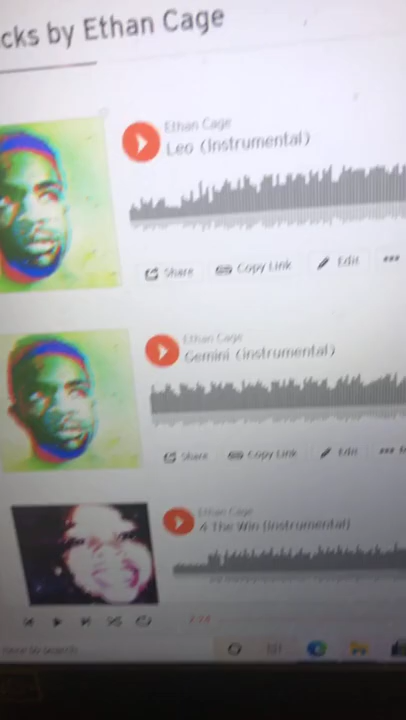 cks by Ethan Cage
Ethan Cage
Leo (Instrumental)
Share Copy Link Edit
Ethan Cage
Gemini (instrumental)
Share Copy Link Edit
Ethan Cage
4 The Win (Instrumental)